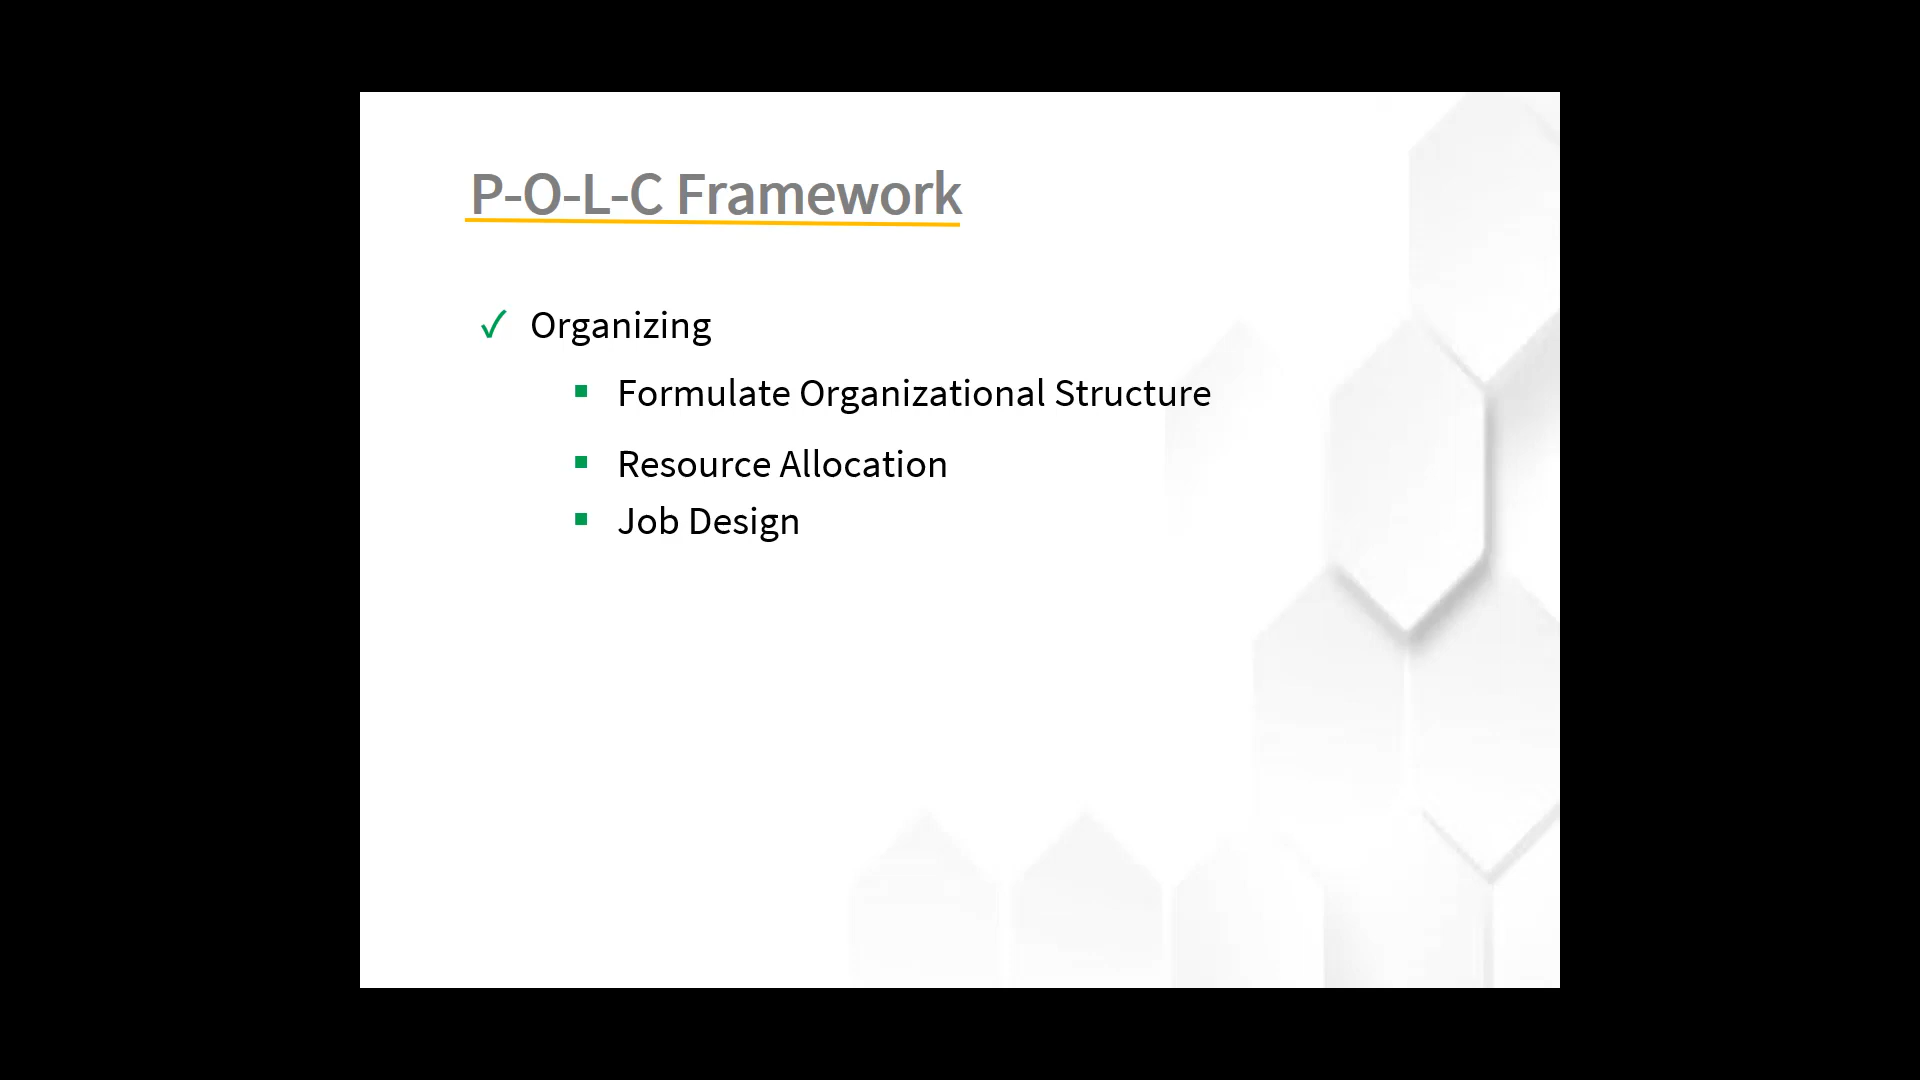 P-O-L-C Framework
✓ Organizing
▪ Formulate Organizational Structure
▪ Resource Allocation
▪ Job Design